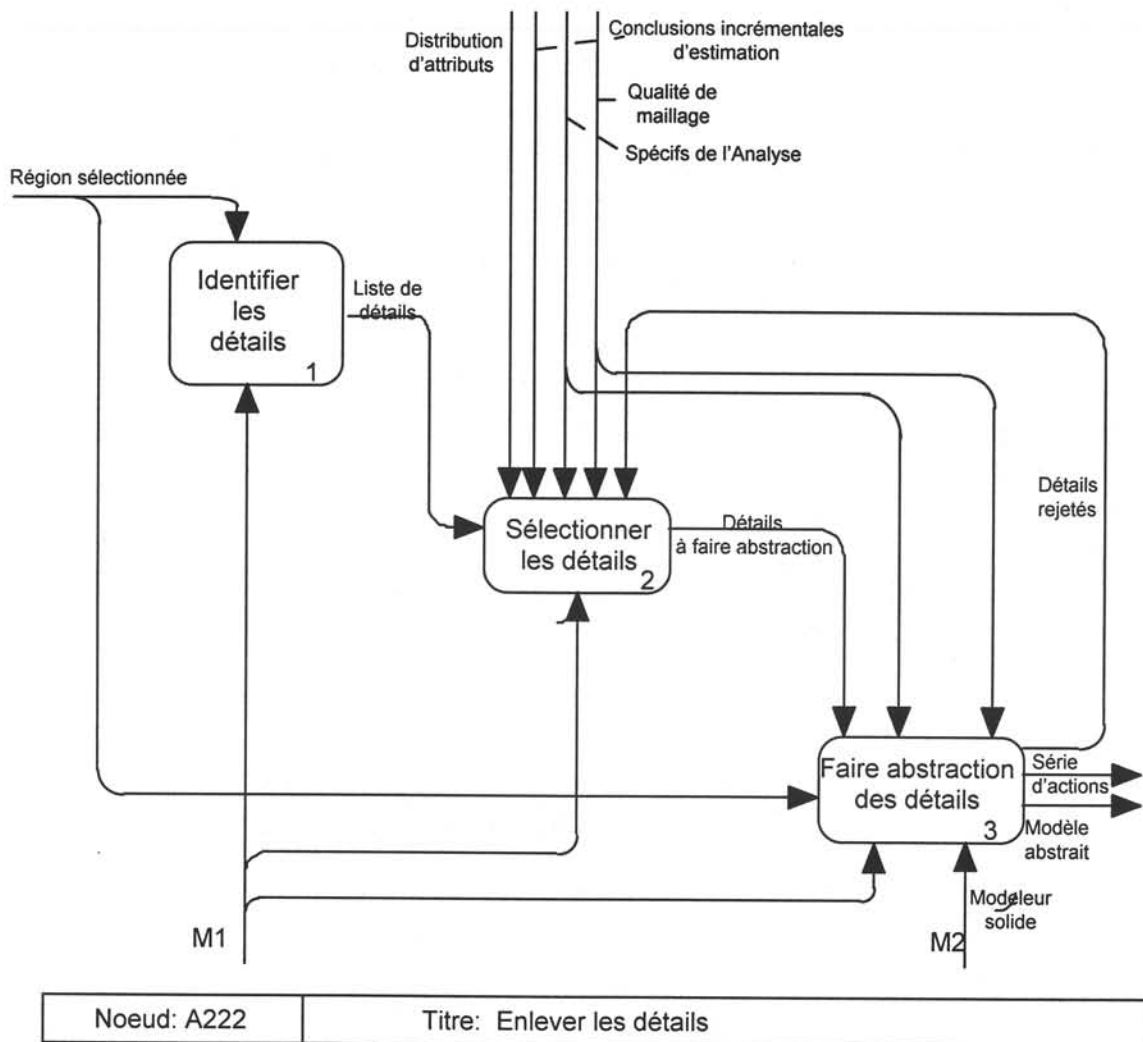 Distribution
d'attributs
Conclusions incrémentales
d'estimation
Qualité de
maillage
Spécifs de l'Analyse
Région sélectionnée
Identifier
les
détails
1
Liste de
détails
Détails
rejetés
Sélectionner
les détails
2
Détails
à faire abstraction
Faire abstraction
des détails
3
Série
d'actions
Modèle
abstrait
Modeleur
solide
M1
M2
Noeud: A222
Titre: Enlever les détails